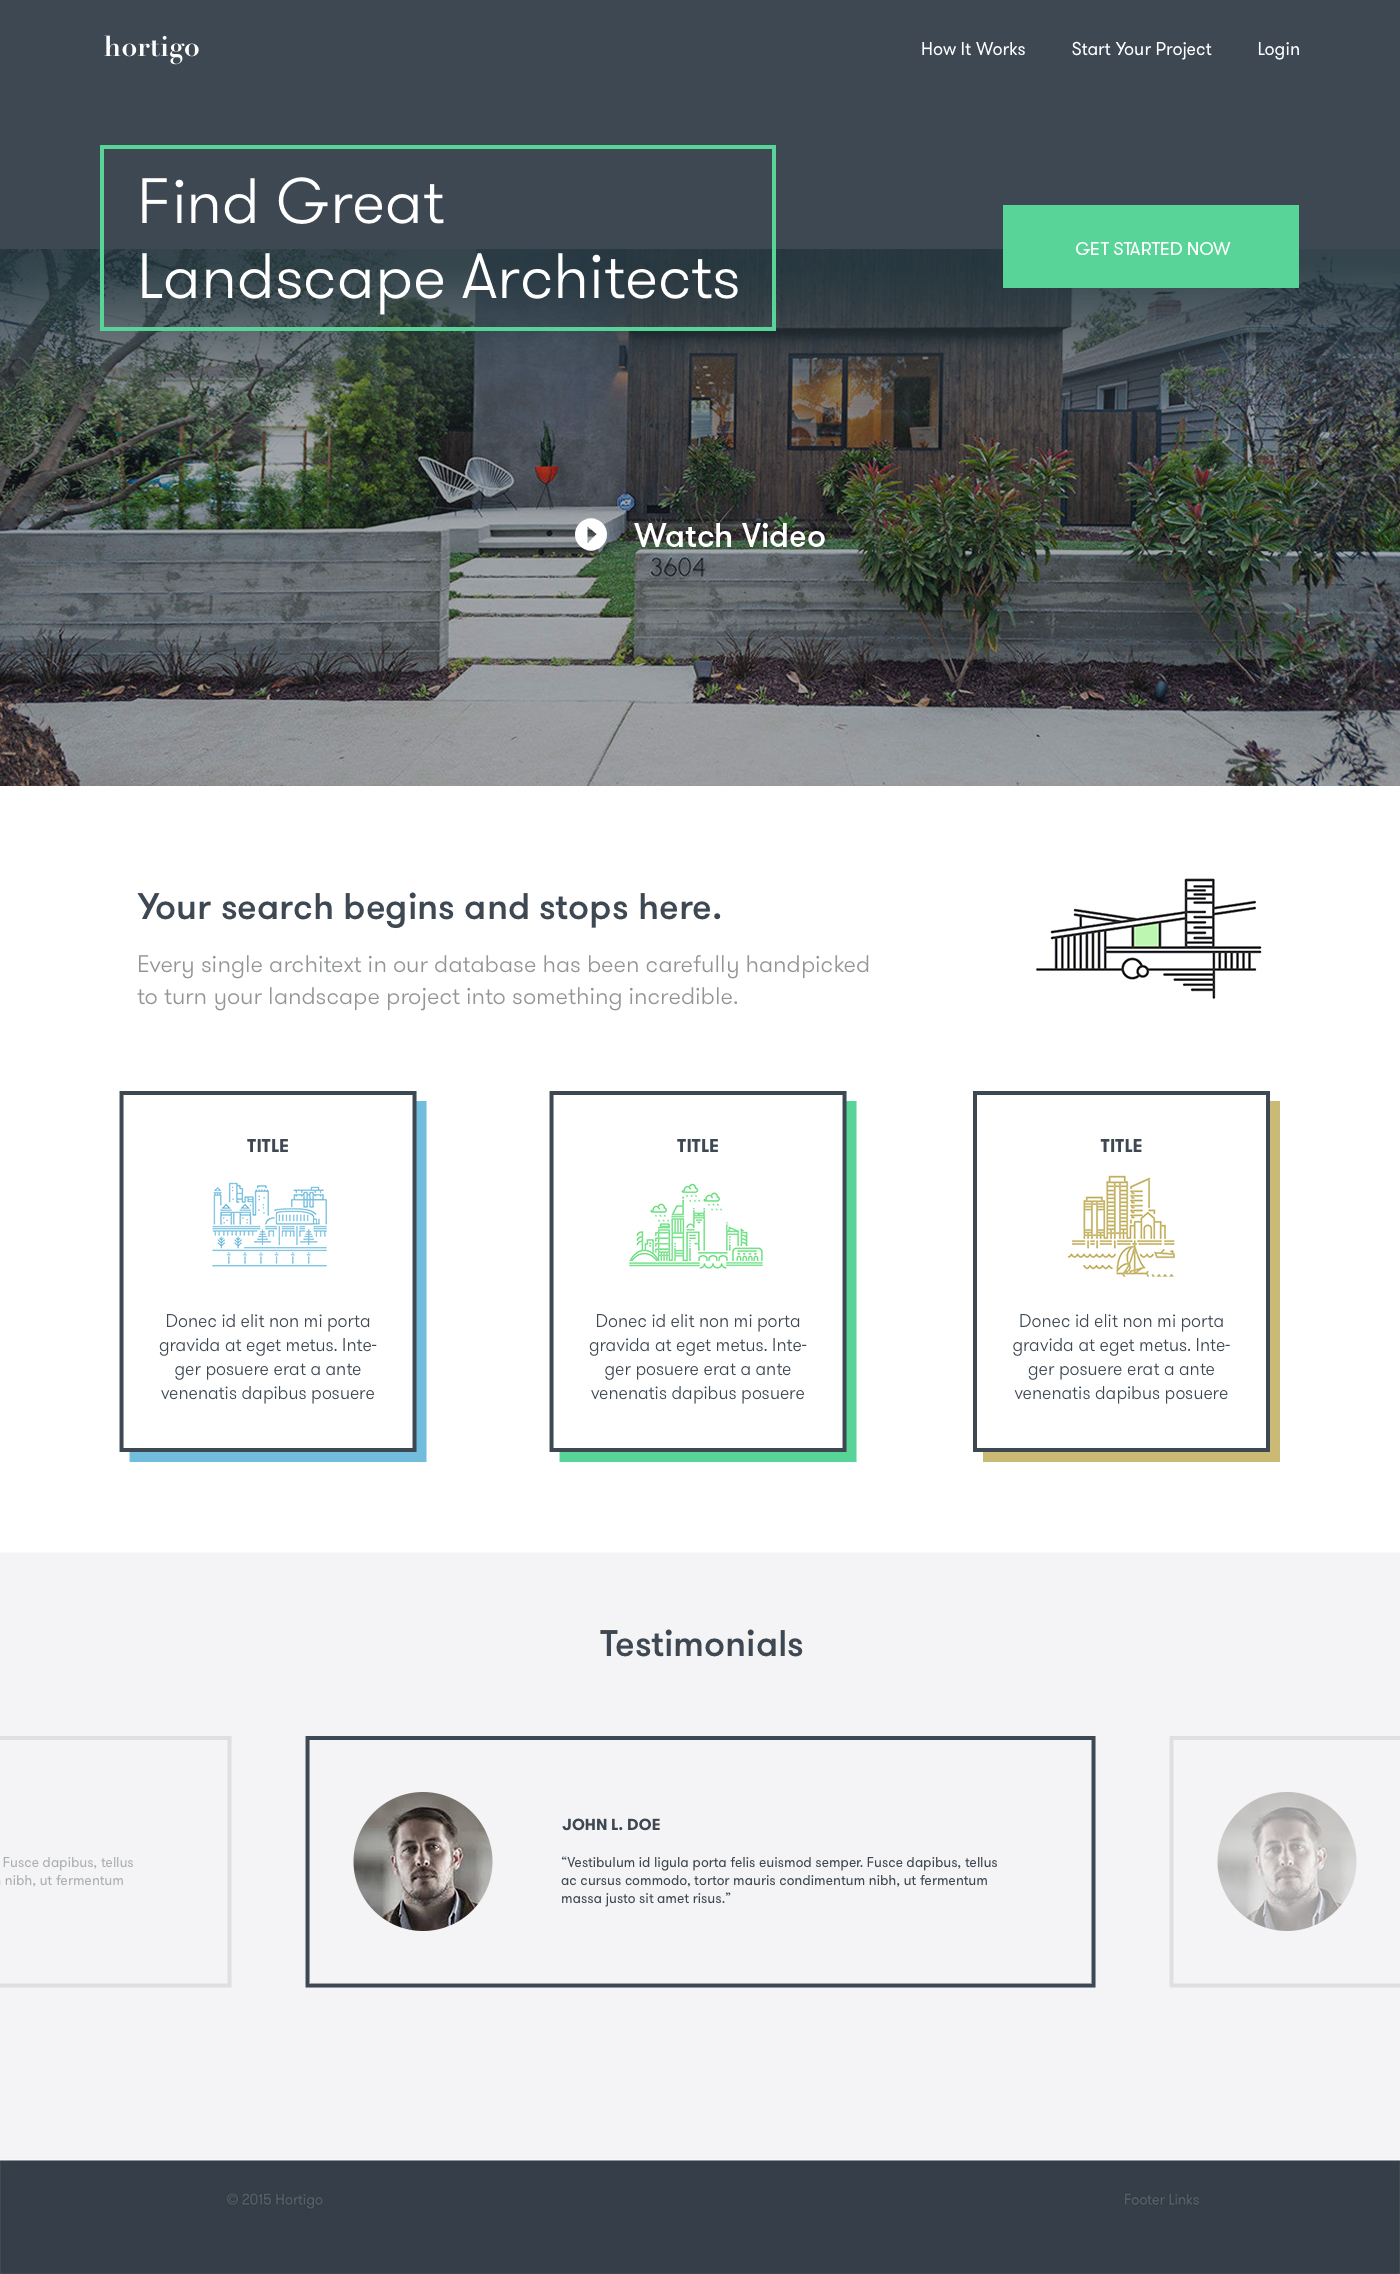 hortigo
How It Works
Start Your Project
Login
Find Great
Landscape Architects
GET STARTED NOW
Watch Video
3604
Your search begins and stops here.
Every single architext in our database has been carefully handpicked
to turn your landscape project into something incredible.
TITLE
Donec id elit non mi porta
gravida at eget metus. Inte-
ger posuere erat a ante
venenatis dapibus posuere
TITLE
Donec id elit non mi porta
gravida at eget metus. Inte-
ger posuere erat a ante
venenatis dapibus posuere
TITLE
Donec id elit non mi porta
gravida at eget metus. Inte-
ger posuere erat a ante
venenatis dapibus posuere
Testimonials
Fusce dapibus, tellus
nibh, ut fermentum
JOHN L. DOE
“Vestibulum id ligula porta felis euismod semper. Fusce dapibus, tellus
ac cursus commodo, tortor mauris condimentum nibh, ut fermentum
massa justo sit amet risus.”
© 2015 Hortigo
Footer Links